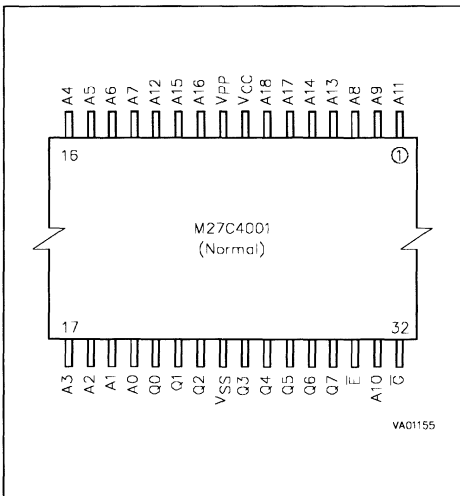 A4 A5 A6 A7 A12 A15 A16 VPP VCC A18 A17 A14 A13 A8 A9 A11
16 1
M27C4001
(Normal)
17 32
A3 A2 A1 A0 Q0 Q1 Q2 VSS Q3 Q4 Q5 Q6 Q7 E̅ A10 G̅
VA01155